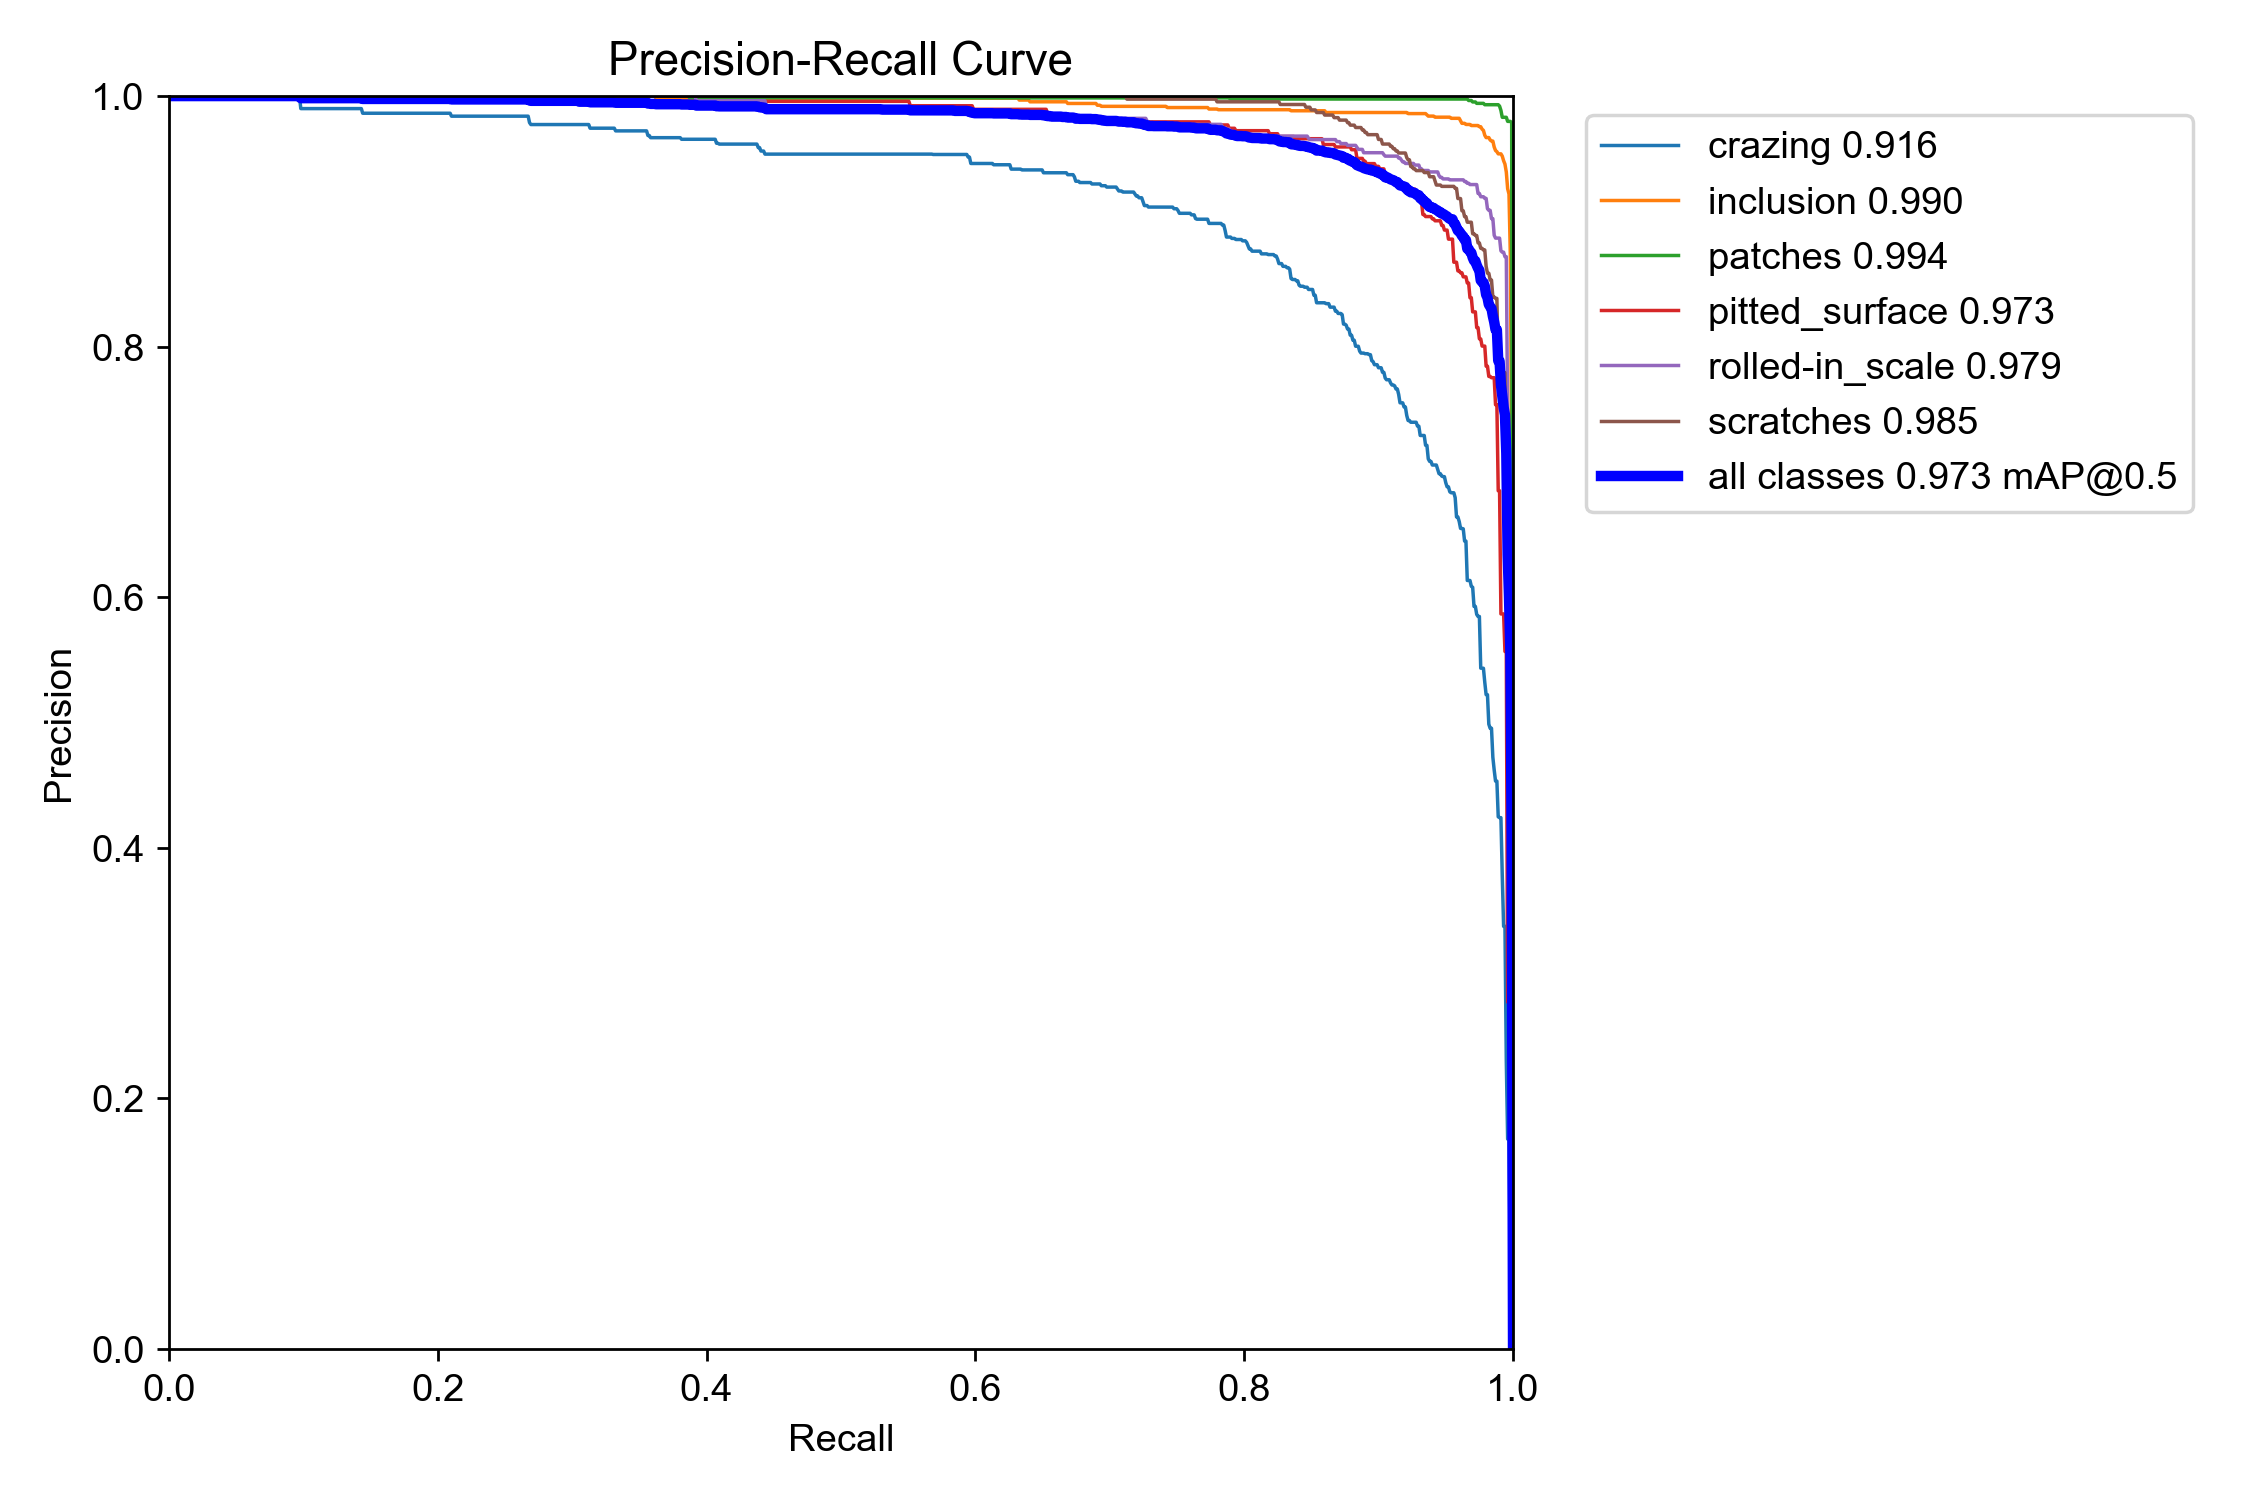 Precision-Recall Curve
1.0
0.8
0.6
0.4
0.2
0.0
Precision
0.0 0.2 0.4 0.6 0.8 1.0
Recall
crazing 0.916
inclusion 0.990
patches 0.994
pitted_surface 0.973
rolled-in_scale 0.979
scratches 0.985
all classes 0.973 mAP@0.5